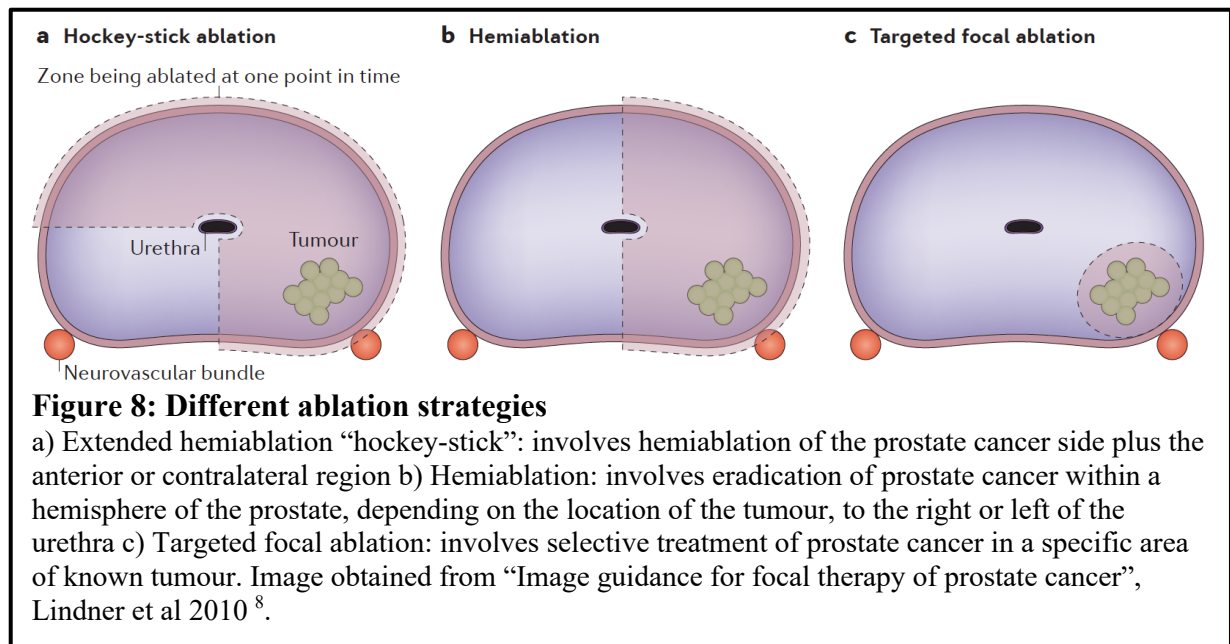 a Hockey-stick ablation
b Hemiablation
c Targeted focal ablation
Zone being ablated at one point in time
Urethra
Tumour
Tumour
Neurovascular bundle
Figure 8: Different ablation strategies
a) Extended hemiablation “hockey-stick”: involves hemiablation of the prostate cancer side plus the
anterior or contralateral region b) Hemiablation: involves eradication of prostate cancer within a
hemisphere of the prostate, depending on the location of the tumour, to the right or left of the
urethra c) Targeted focal ablation: involves selective treatment of prostate cancer in a specific area
of known tumour. Image obtained from “Image guidance for focal therapy of prostate cancer”,
Lindner et al 2010 8.